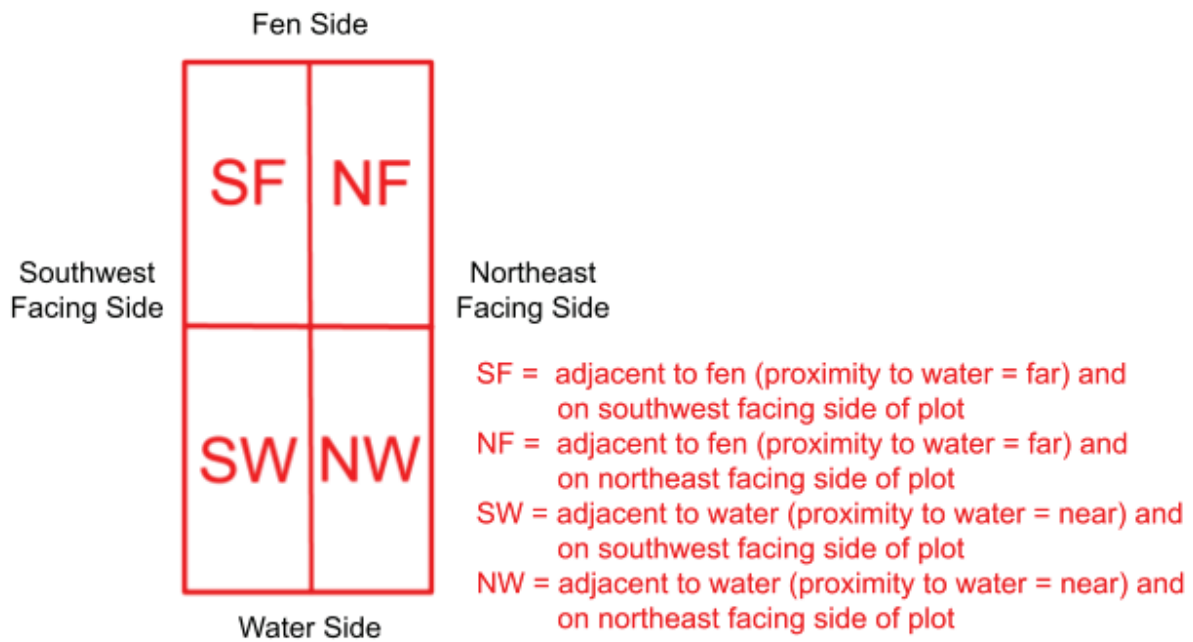 Fen Side
SF NF
Southwest
Facing Side
Northeast
Facing Side
SW NW
SF = adjacent to fen (proximity to water = far) and
on southwest facing side of plot
NF = adjacent to fen (proximity to water = far) and
on northeast facing side of plot
SW = adjacent to water (proximity to water = near) and
on southwest facing side of plot
NW = adjacent to water (proximity to water = near) and
on northeast facing side of plot
Water Side